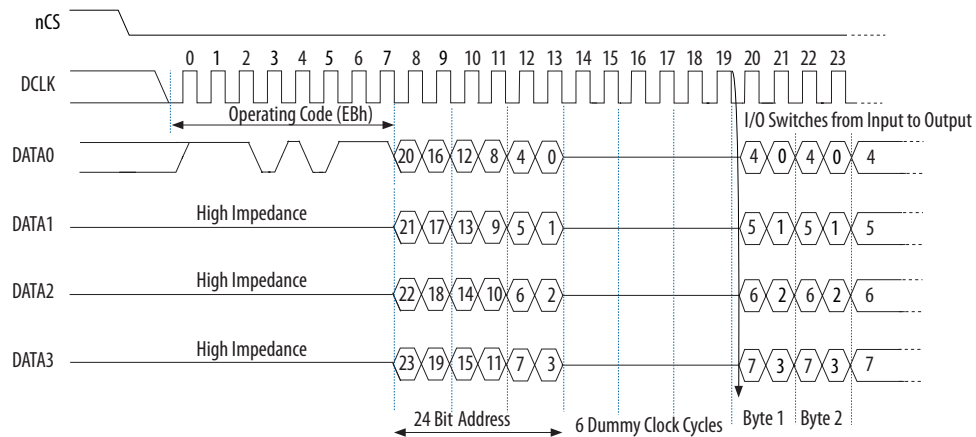 nCS
0 1 2 3 4 5 6 7 8 9 10 11 12 13 14 15 16 17 18 19 20 21 22 23
DCLK
Operating Code (EBh)
I/O Switches from Input to Output
DATA0 20 16 12 8 4 0 4 0 4 0 4
DATA1 High Impedance 21 17 13 9 5 1 5 1 5 1 5
DATA2 High Impedance 22 18 14 10 6 2 6 2 6 2 6
DATA3 High Impedance 23 19 15 11 7 3 7 3 7 3 7
24 Bit Address 6 Dummy Clock Cycles Byte 1 Byte 2